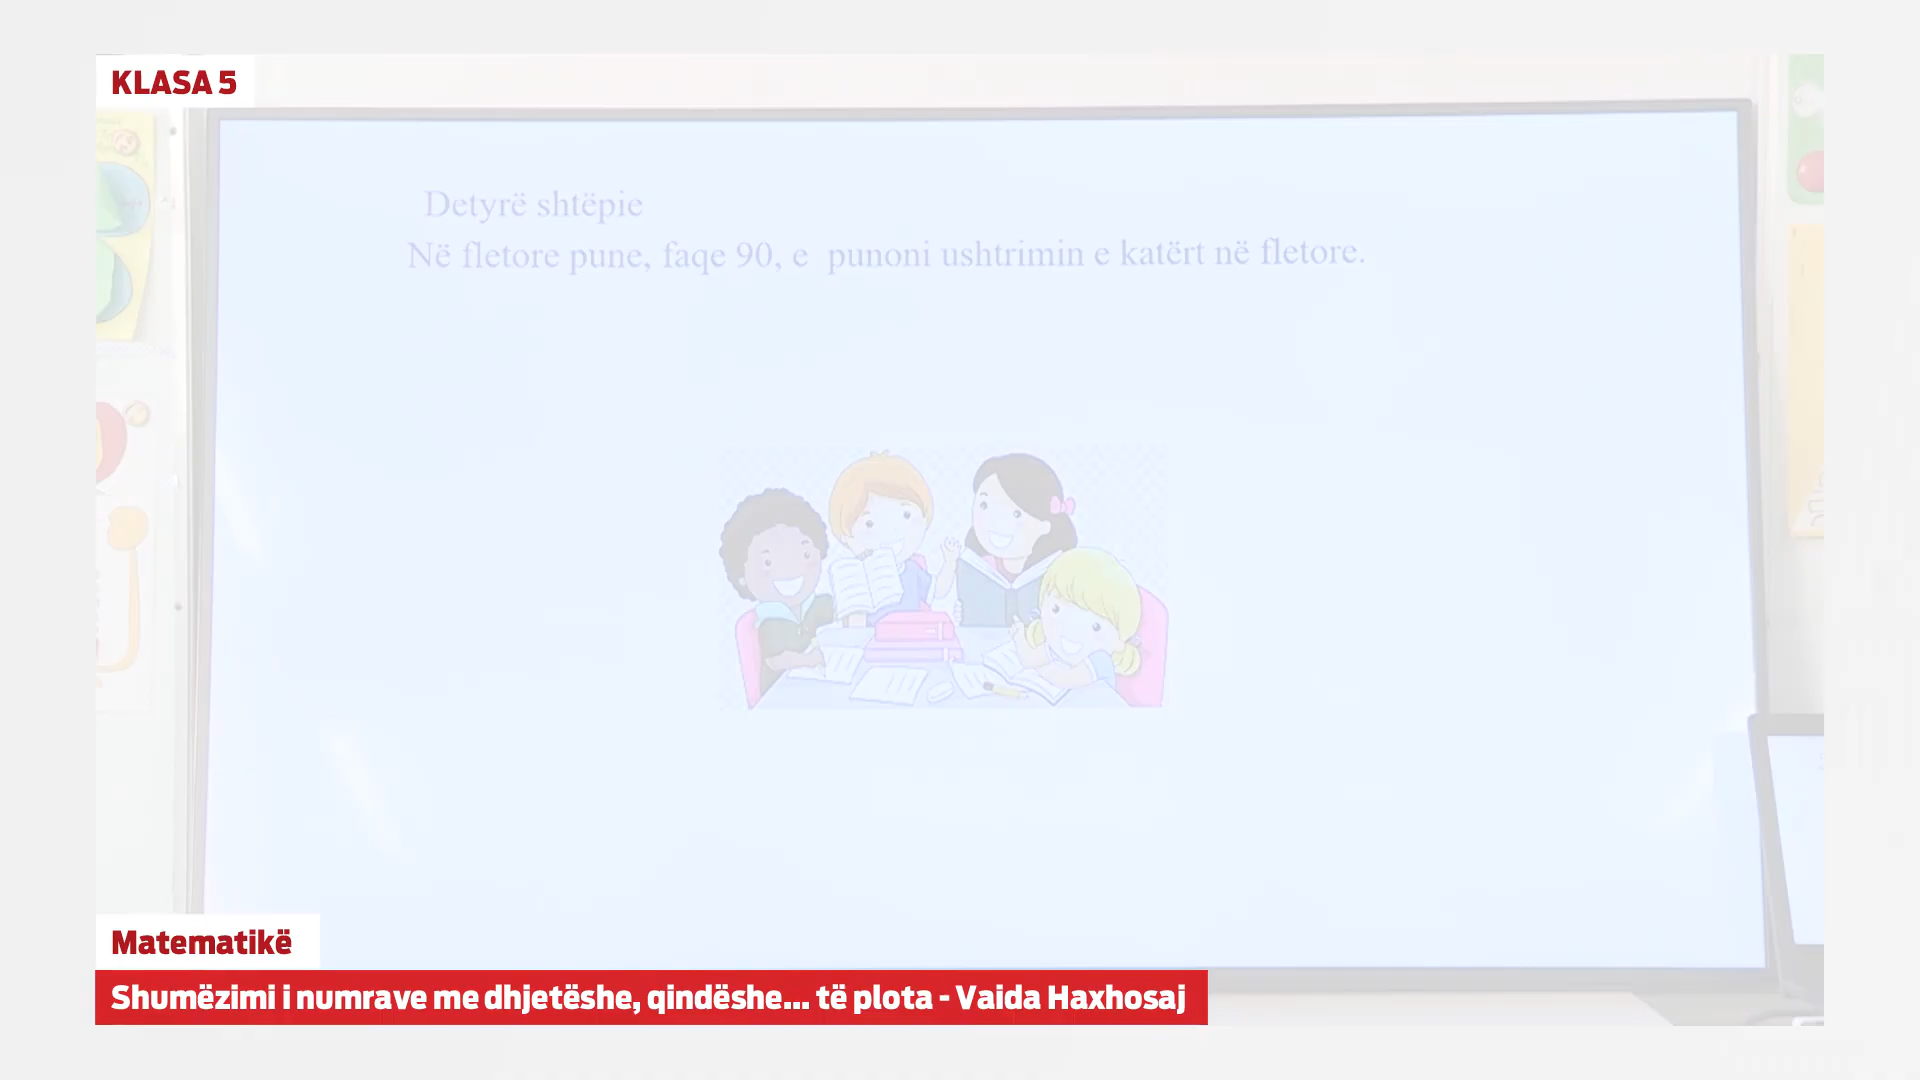 KLASA 5
Detyrë shtëpie
Në fletore pune, faqe 90, e punoni ushtrimin e katërt në fletore.
Matematikë
Shumëzimi i numrave me dhjetëshe, qindëshe... të plota - Vaida Haxhosaj